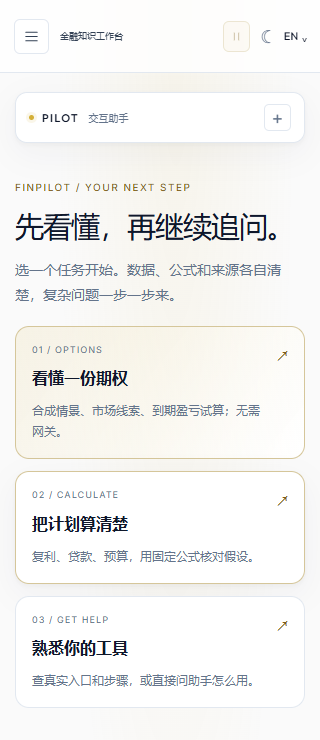 金融知识工作台
EN
PILOT 交互助手
+
FINPILOT / YOUR NEXT STEP
先看懂，再继续追问。
选一个任务开始。数据、公式和来源各自清
楚，复杂问题一步一步来。
01 / OPTIONS
看懂一份期权
合成情景、市场线索、到期盈亏试算；无需
网关。
02 / CALCULATE
把计划算清楚
复利、贷款、预算，用固定公式核对假设。
03 / GET HELP
熟悉你的工具
查真实入口和步骤，或直接问助手怎么用。